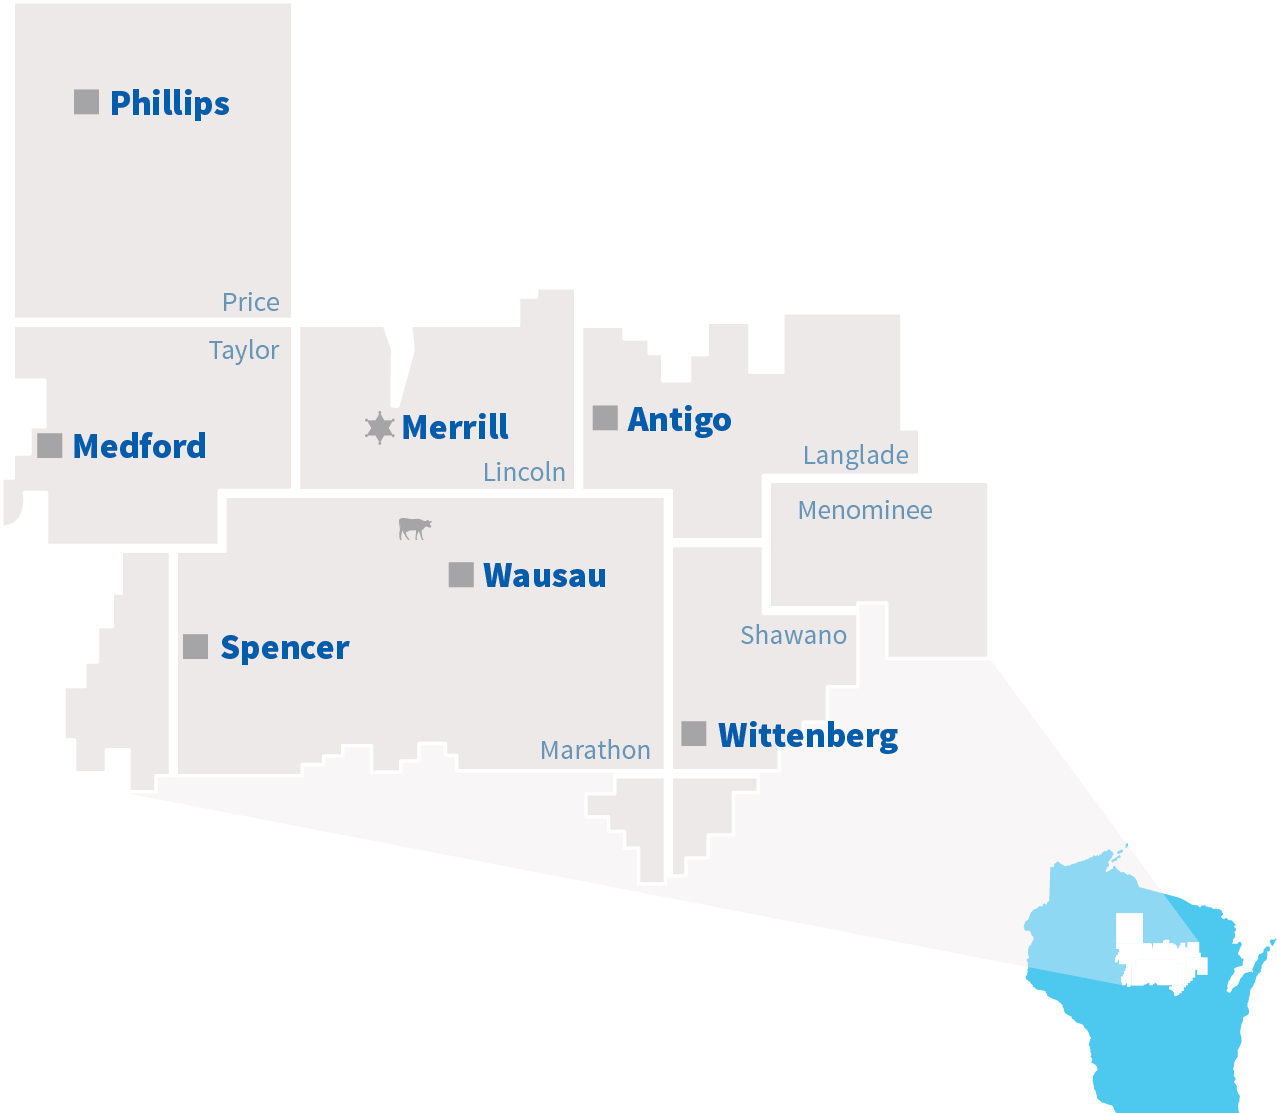 Phillips
Price
Taylor
Medford
Merrill
Lincoln
Antigo
Langlade
Menominee
Wausau
Spencer
Marathon
Shawano
Wittenberg